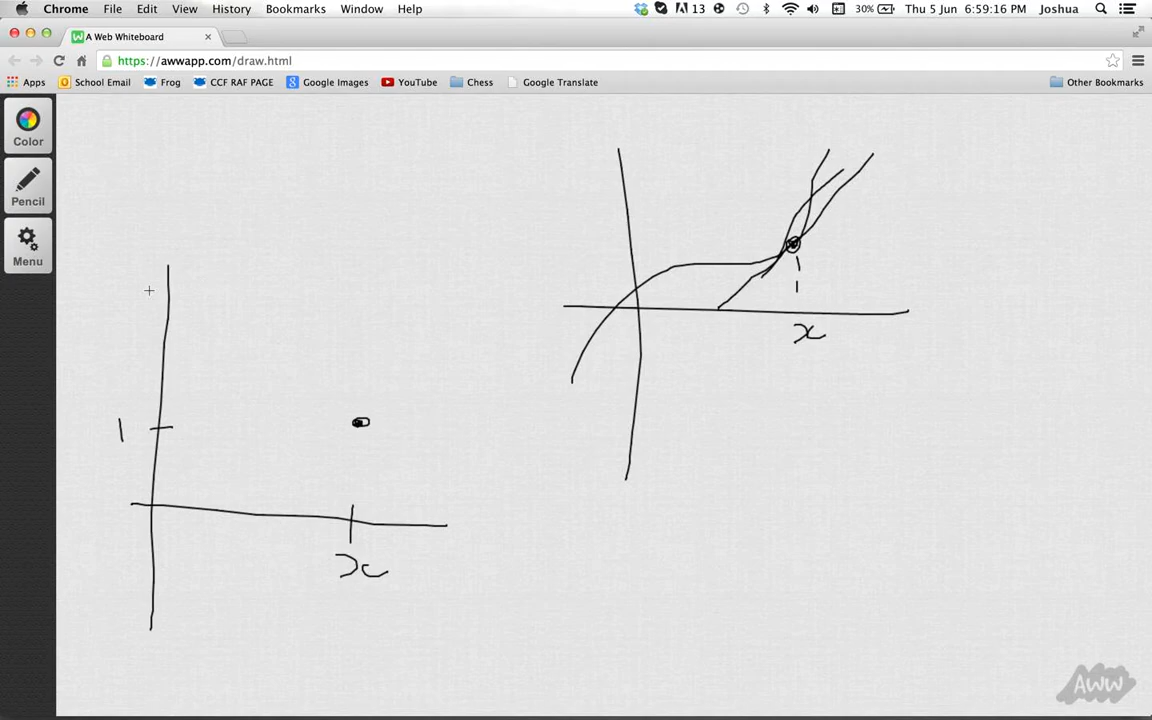 Chrome File Edit View History Bookmarks Window Help 13 30% Thu 5 Jun 6:59:16 PM Joshua
A Web Whiteboard
https://awwapp.com/draw.html
Apps School Email Frog CCF RAF PAGE Google Images YouTube Chess Google Translate Other Bookmarks
Color
Pencil
Menu
x
1
x
AWW